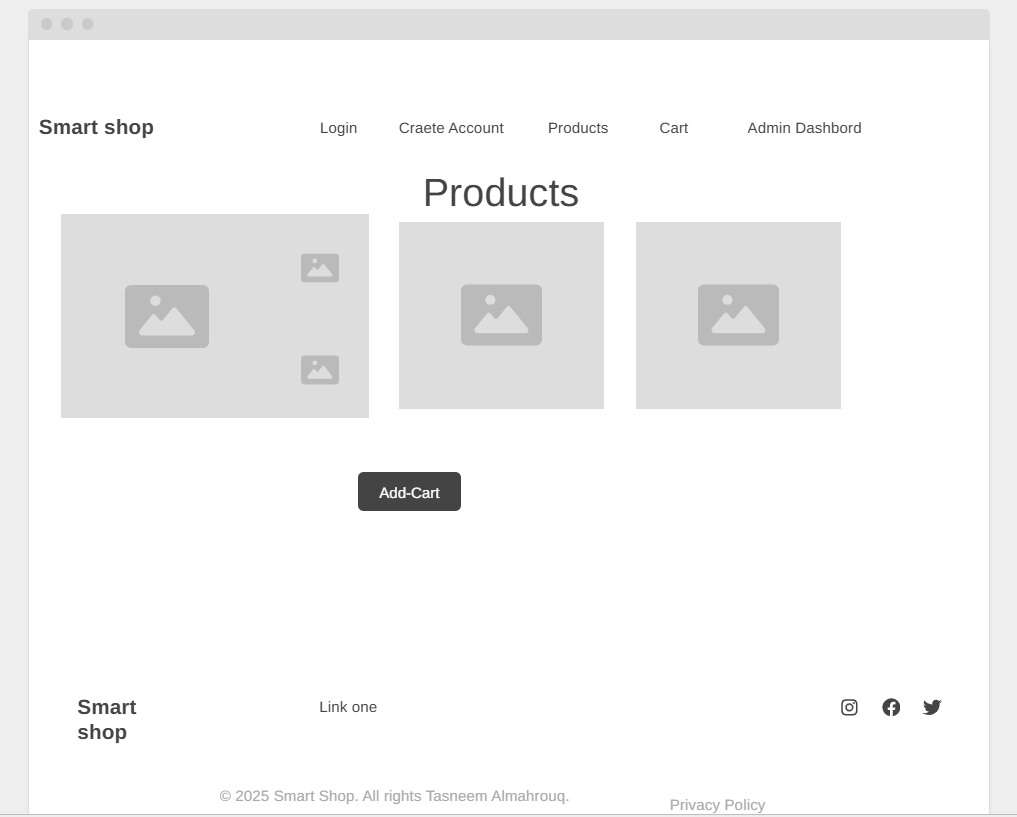 Smart shop
Login
Craete Account
Products
Cart
Admin Dashbord
Products
Add-Cart
Smart
shop
Link one
© 2025 Smart Shop. All rights Tasneem Almahrouq.
Privacy Policy